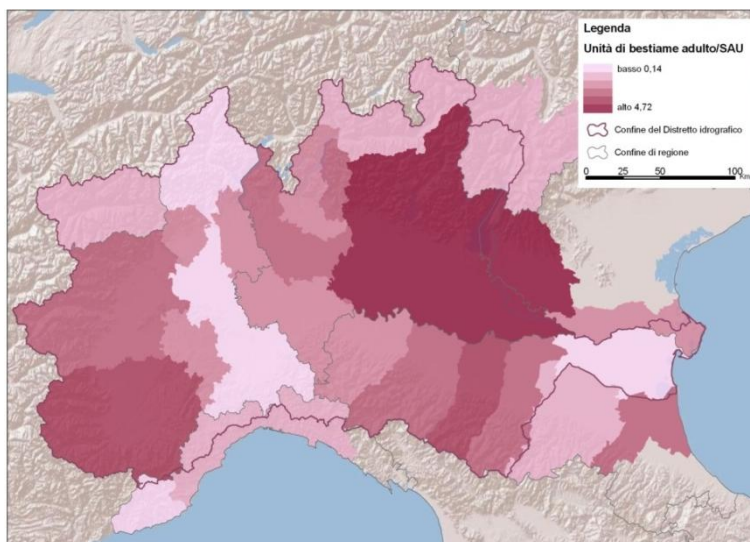 Legenda
Unità di bestiame adulto/SAU
basso 0,14
alto 4,72
Confine del Distretto idrografico
Confine di regione
0 25 50 100
Km